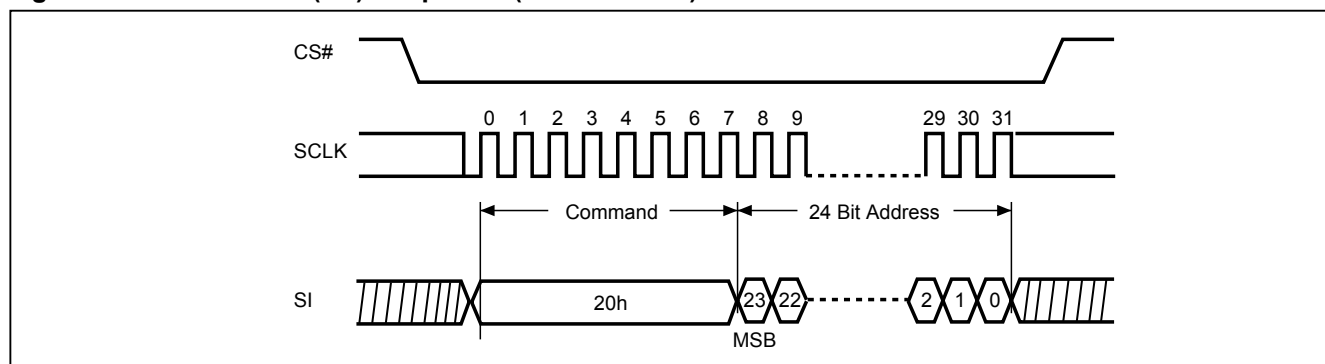 CS#
0 1 2 3 4 5 6 7 8 9 29 30 31
SCLK
Command 24 Bit Address
SI 20h 23 22 2 1 0
MSB